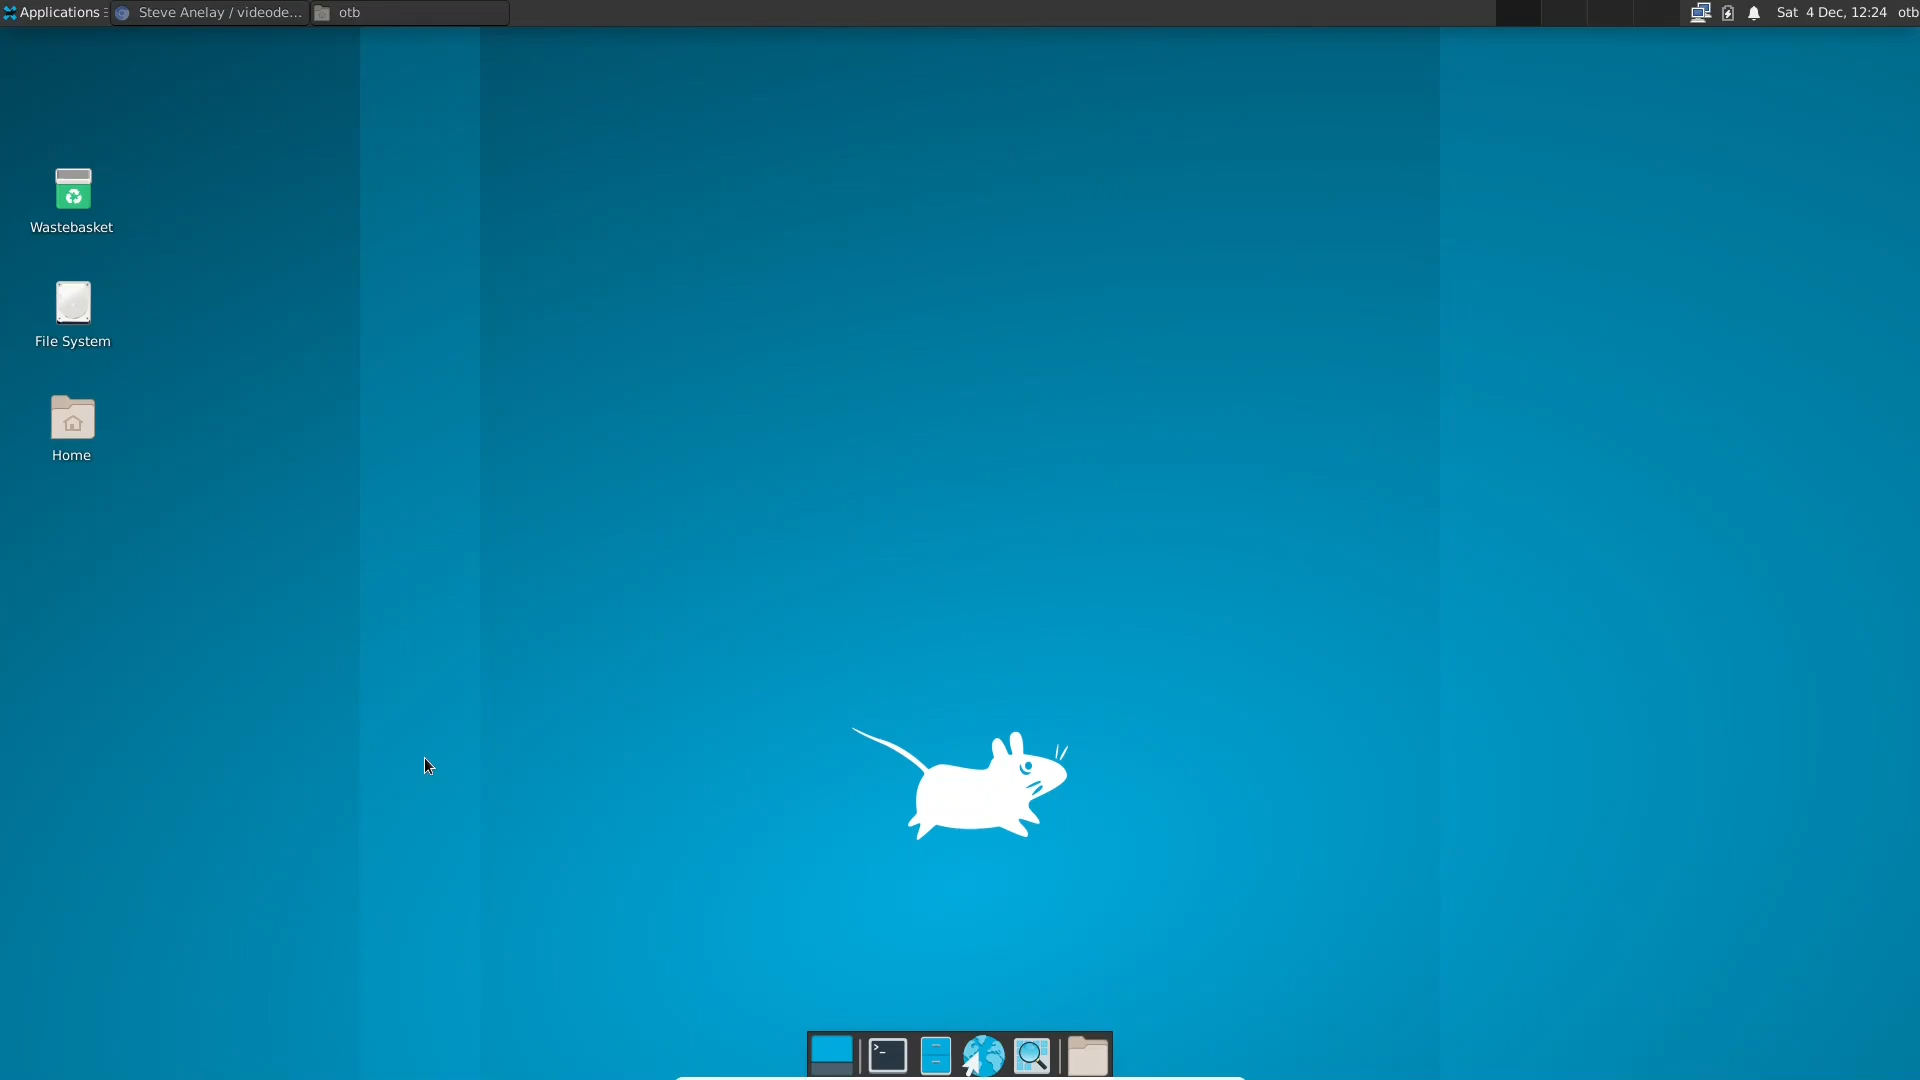 Applications
Steve Anelay / videode...
otb
Sat 4 Dec, 12:24
otb
Wastebasket
File System
Home